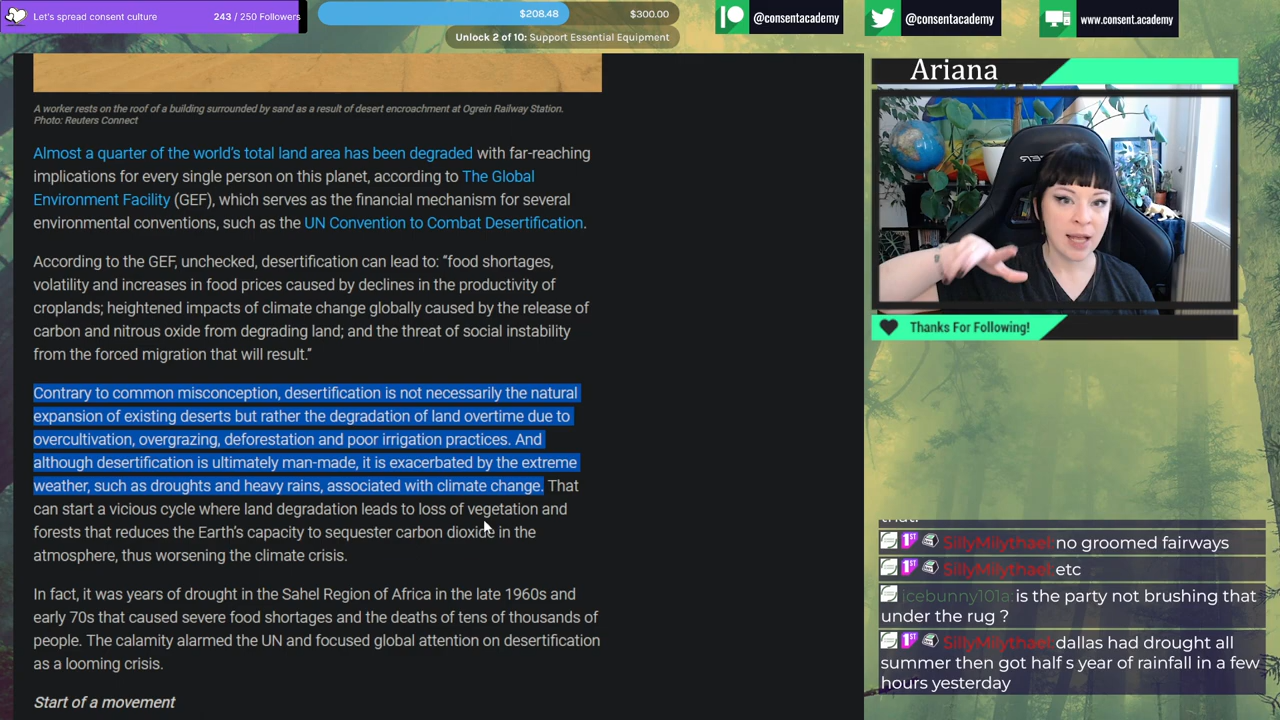 Let's spread consent culture
243 / 250 Followers
$208.48
$300.00
Unlock 2 of 10: Support Essential Equipment
@consentacademy
@consentacademy
www.consent.academy
A worker rests on the roof of a building surrounded by sand as a result of desert encroachment at Ogrein Railway Station.
Photo: Reuters Connect
Almost a quarter of the world's total land area has been degraded with far-reaching
implications for every single person on this planet, according to The Global
Environment Facility (GEF), which serves as the financial mechanism for several
environmental conventions, such as the UN Convention to Combat Desertification.
According to the GEF, unchecked, desertification can lead to: “food shortages,
volatility and increases in food prices caused by declines in the productivity of
croplands; heightened impacts of climate change globally caused by the release of
carbon and nitrous oxide from degrading land; and the threat of social instability
from the forced migration that will result.”
Contrary to common misconception, desertification is not necessarily the natural
expansion of existing deserts but rather the degradation of land overtime due to
overcultivation, overgrazing, deforestation and poor irrigation practices. And
although desertification is ultimately man-made, it is exacerbated by the extreme
weather, such as droughts and heavy rains, associated with climate change. That
can start a vicious cycle where land degradation leads to loss of vegetation and
forests that reduces the Earth's capacity to sequester carbon dioxide in the
atmosphere, thus worsening the climate crisis.
In fact, it was years of drought in the Sahel Region of Africa in the late 1960s and
early 70s that caused severe food shortages and the deaths of tens of thousands of
people. The calamity alarmed the UN and focused global attention on desertification
as a looming crisis.
Start of a movement
Ariana
Thanks For Following!
that.
1ST SillyMilythael: no groomed fairways
1ST SillyMilythael: etc
icebunny101a: is the party not brushing that
under the rug ?
1ST SillyMilythael: dallas had drought all
summer then got half s year of rainfall in a few
hours yesterday